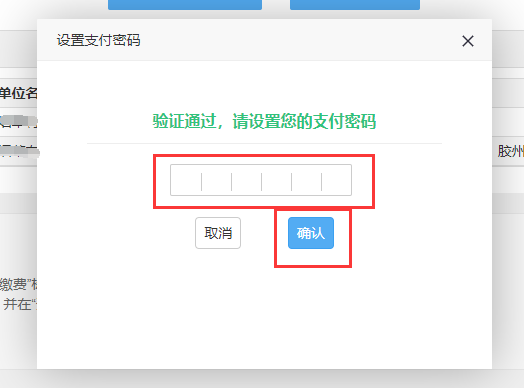 设置支付密码
单位名
验证通过，请设置您的支付密码
胶州
取消
确认
缴费"
并在"